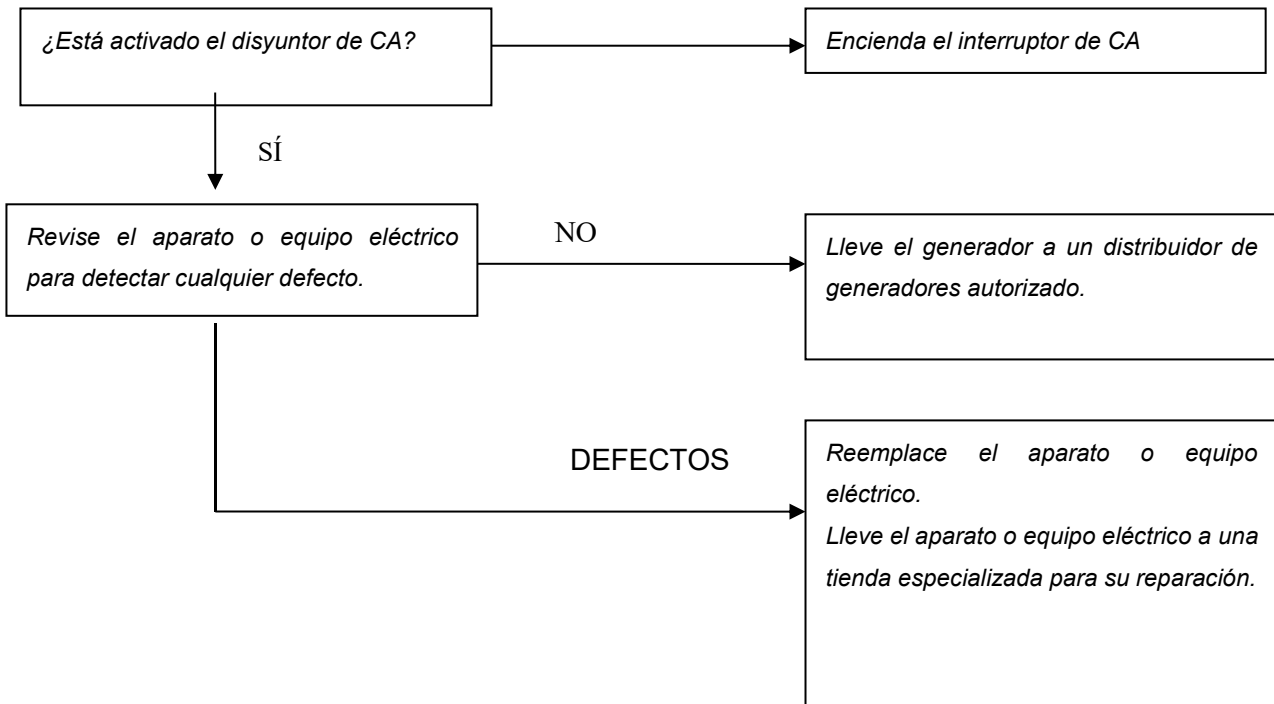 ¿Está activado el disyuntor de CA?
Encienda el interruptor de CA
SÍ
Revise el aparato o equipo eléctrico
para detectar cualquier defecto.
NO
Lleve el generador a un distribuidor de
generadores autorizado.
DEFECTOS
Reemplace el aparato o equipo
eléctrico.
Lleve el aparato o equipo eléctrico a una
tienda especializada para su reparación.